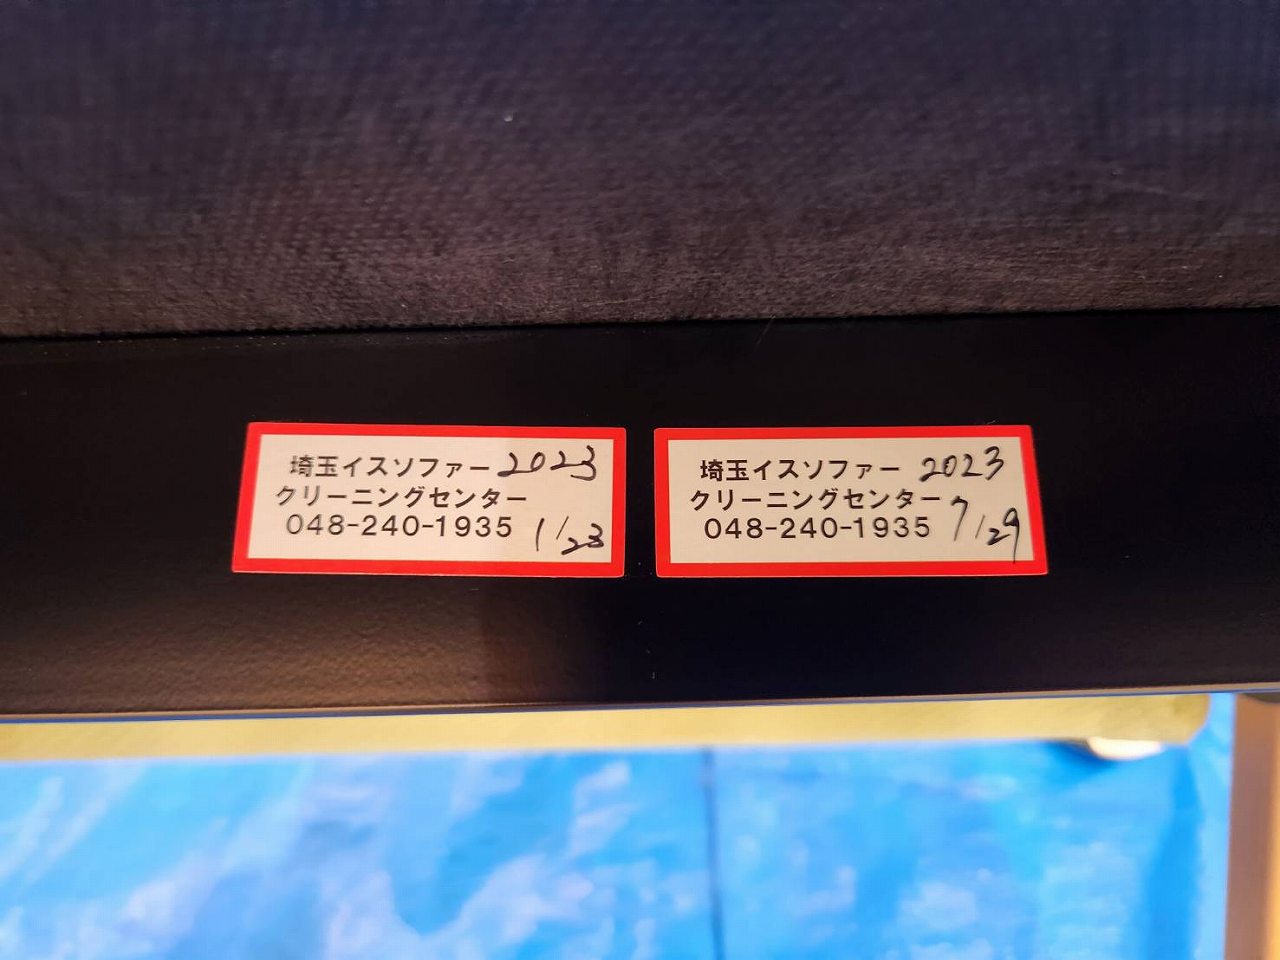 埼玉イスソファー 2023
クリーニングセンター
048-240-1935 1/23
埼玉イスソファー 2023
クリーニングセンター
048-240-1935 7/29